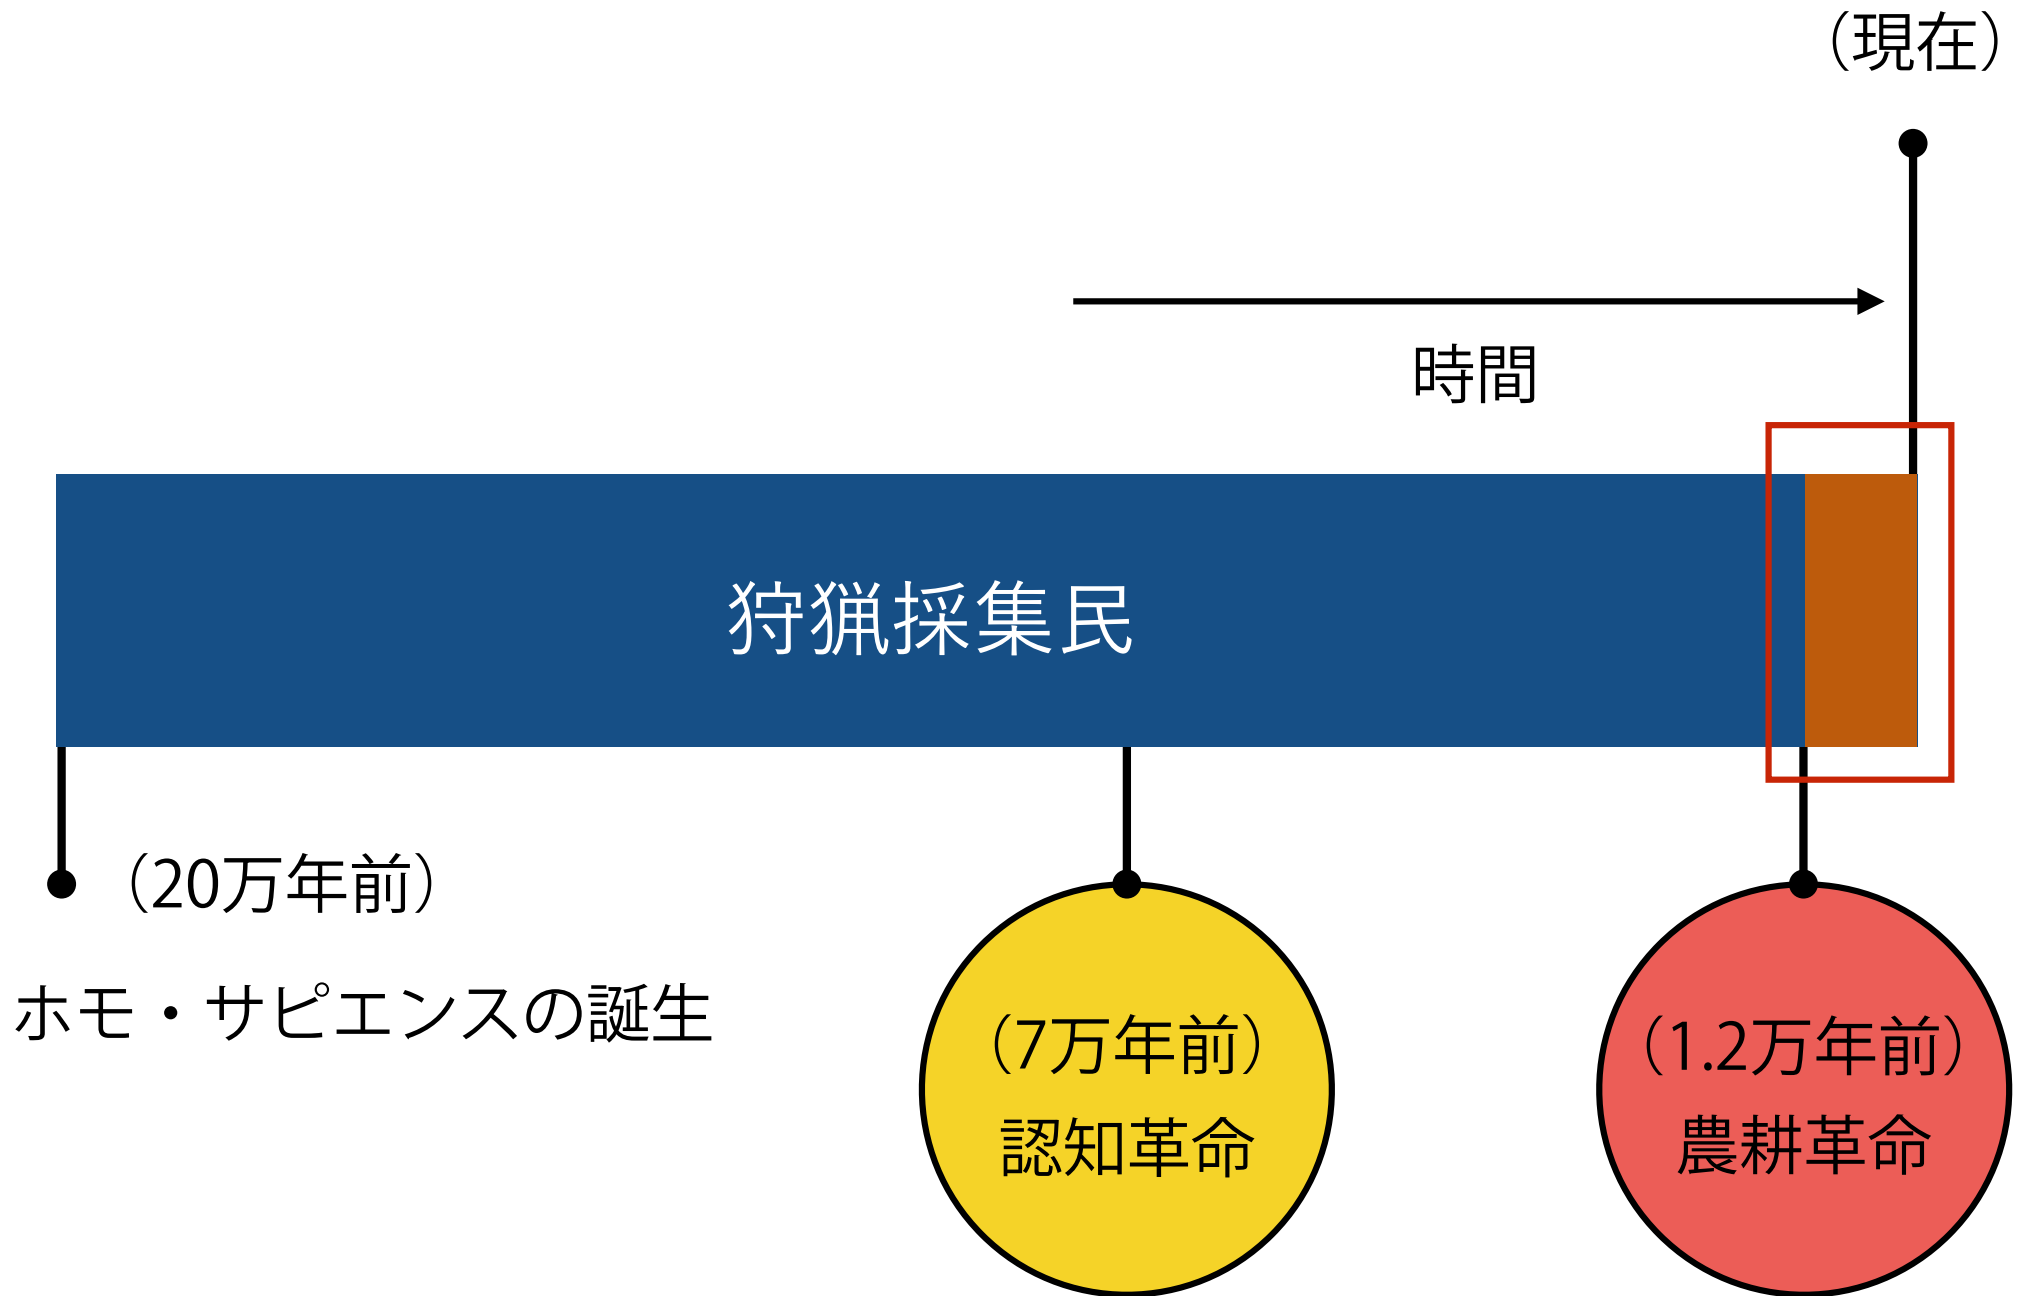 （現在）
時間
狩猟採集民
（20万年前）
ホモ・サピエンスの誕生
（7万年前）
認知革命
（1.2万年前）
農耕革命